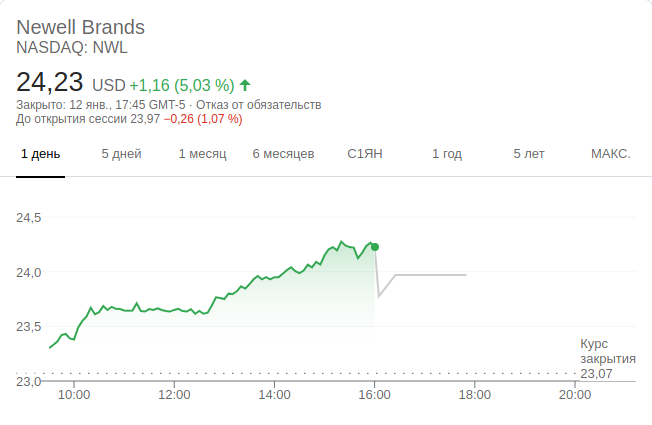 Newell Brands
NASDAQ: NWL
24,23 USD +1,16 (5,03 %)
Закрыто: 12 янв., 17:45 GMT-5 · Отказ от обязательств
До открытия сессии 23,97 −0,26 (1,07 %)
1 день 5 дней 1 месяц 6 месяцев С1ЯН 1 год 5 лет МАКС.
24,5
24,0
23,5
Курс
закрытия
23,07
23,0
10:00 12:00 14:00 16:00 18:00 20:00